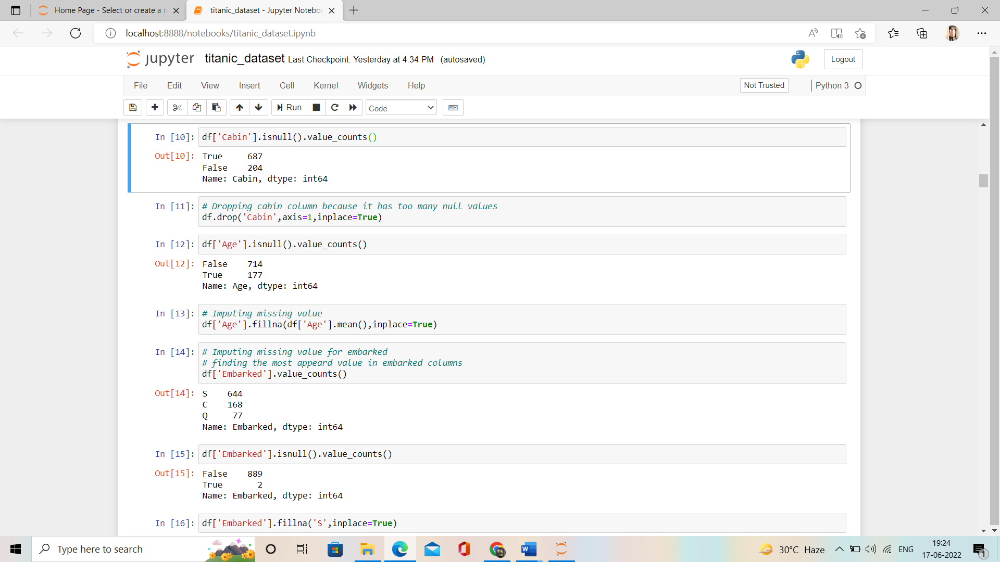 Home Page - Select or create a n
titanic_dataset - Jupyter Notebo
localhost:8888/notebooks/titanic_dataset.ipynb
jupyter titanic_dataset Last Checkpoint: Yesterday at 4:34 PM (autosaved)
Logout
File Edit View Insert Cell Kernel Widgets Help
Not Trusted
Python 3
Run
Code
In [10]: df['Cabin'].isnull().value_counts()
Out[10]: True 687
False 204
Name: Cabin, dtype: int64
In [11]: # Dropping cabin column because it has too many null values
df.drop('Cabin',axis=1,inplace=True)
In [12]: df['Age'].isnull().value_counts()
Out[12]: False 714
True 177
Name: Age, dtype: int64
In [13]: # Imputing missing value
df['Age'].fillna(df['Age'].mean(),inplace=True)
In [14]: # Imputing missing value for embarked
# finding the most appeard value in embarked columns
df['Embarked'].value_counts()
Out[14]: S 644
C 168
Q 77
Name: Embarked, dtype: int64
In [15]: df['Embarked'].isnull().value_counts()
Out[15]: False 889
True 2
Name: Embarked, dtype: int64
In [16]: df['Embarked'].fillna('S',inplace=True)
Type here to search
30°C Haze
ENG
19:24
17-06-2022
1